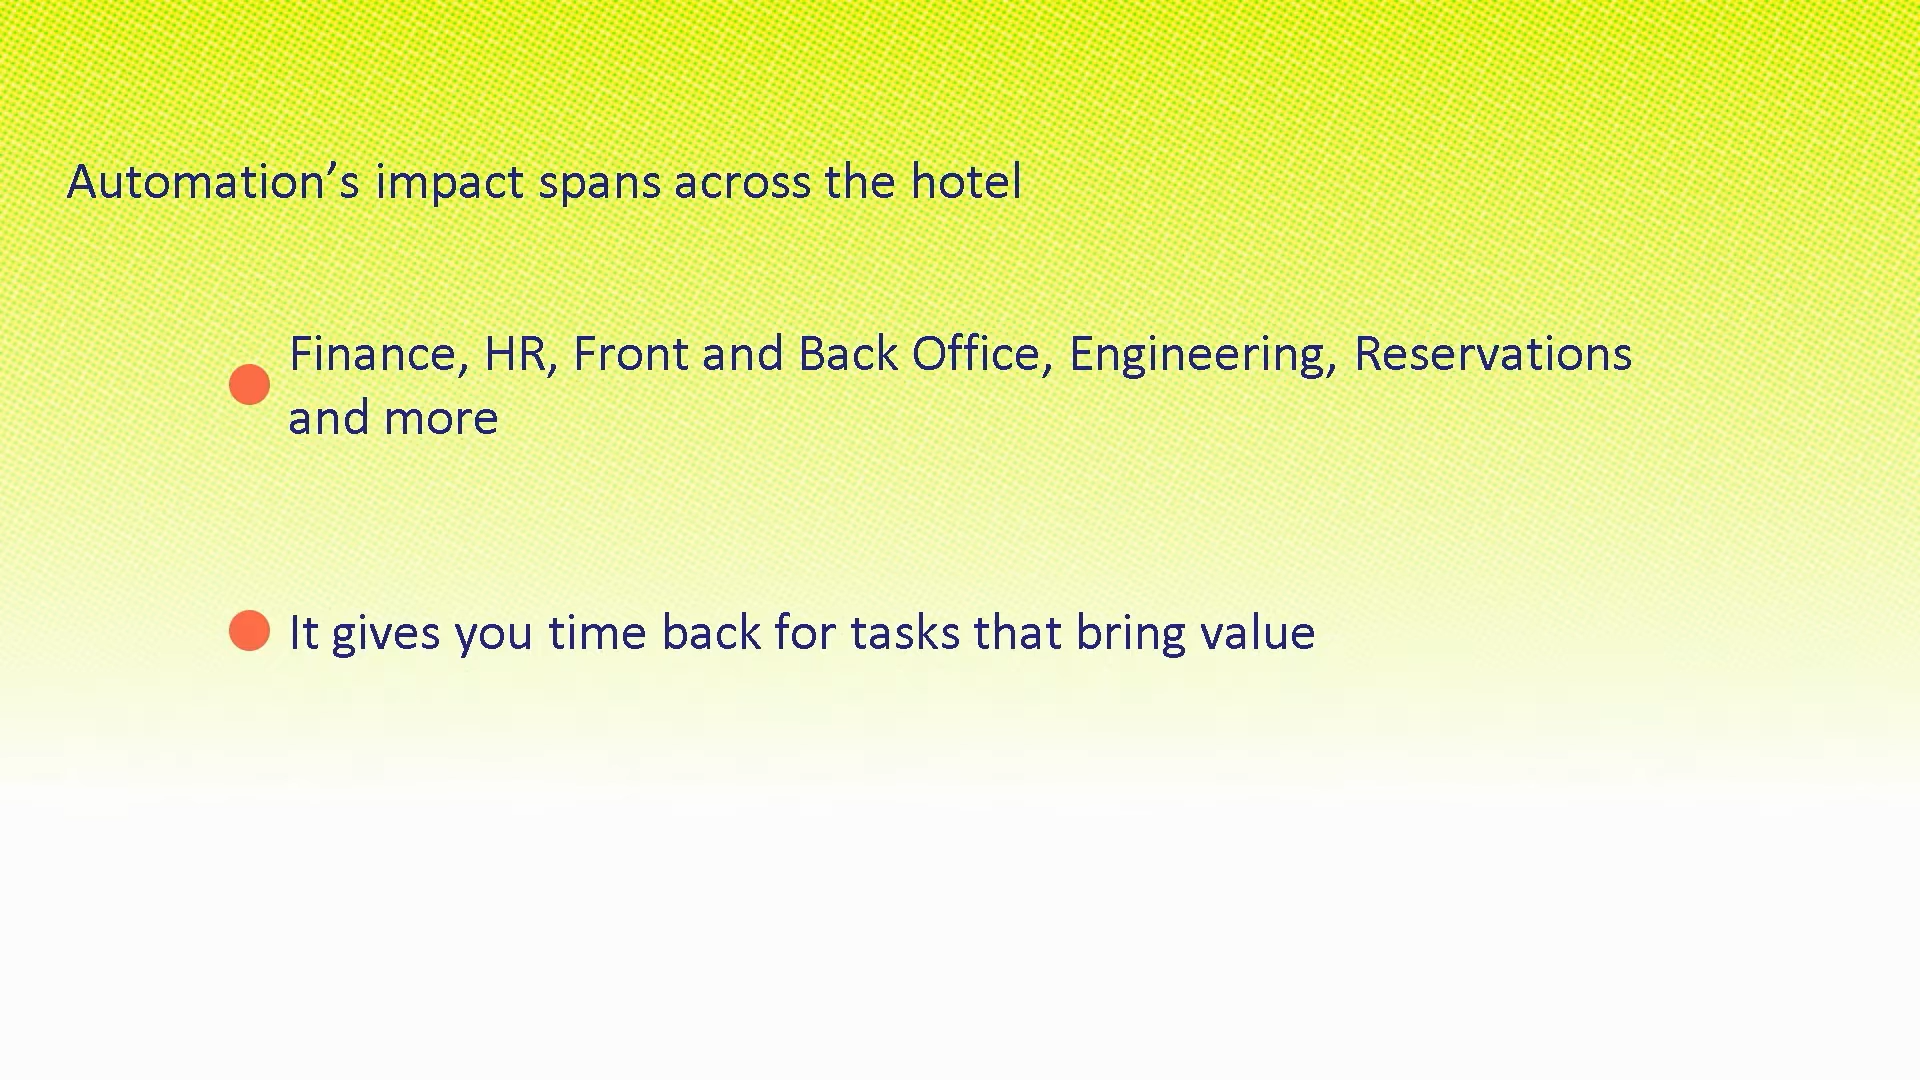 Automation’s impact spans across the hotel
Finance, HR, Front and Back Office, Engineering, Reservations
and more
It gives you time back for tasks that bring value